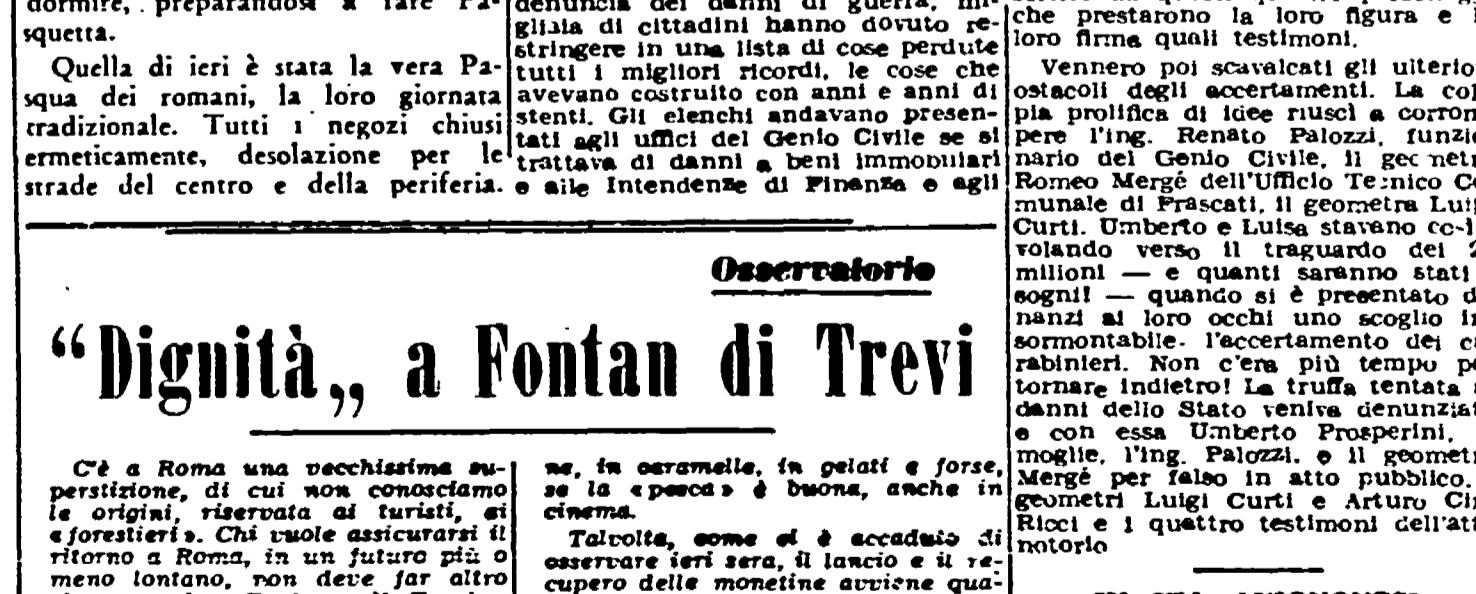 dormire, preparandosi a fare Pa-
squetta.
Quella di ieri è stata la vera Pa-
squa dei romani, la loro giornata
tradizionale. Tutti i negozi chiusi
ermeticamente, desolazione per le
strade del centro e della periferia.
denuncia dei danni di guerra, mi-
gliaia di cittadini hanno dovuto re-
stringere in una lista di cose perdute
tutti i migliori ricordi, le cose che
avevano costruito con anni e anni di
stenti. Gli elenchi andavano presen-
tati agli uffici del Genio Civile se si
trattava di danni a beni immobiliari
e alle Intendenze di Finanza e agli
Osservatorio
“Dignità„ a Fontan di Trevi
C'è a Roma una vecchissima su-
perstizione, di cui non conosciamo
le origini, riservata ai turisti, ai
«forestieri». Chi vuole assicurarsi il
ritorno a Roma, in un futuro più o
meno lontano, non deve far altro
ne, in caramelle, in gelati e forse,
se la «pesca» è buona, anche in
cinema.
Talvolta, come ci è accaduto di
osservare ieri sera, il lancio e il re-
cupero delle monetine avviene qua-
che prestarono la loro figura e
loro firma quali testimoni.
Vennero poi scavalcati gli ulterio
ostacoli degli accertamenti. La cop
pia prolifica di idee riuscì a corrom
pere l'ing. Renato Palozzi, funzio
nario del Genio Civile, il geometr
Romeo Mergé dell'Ufficio Tecnico Co
munale di Frascati, il geometra Luig
Curti. Umberto e Luisa stavano co-ì
volando verso il traguardo dei 2
milioni — e quanti saranno stati
sogni! — quando si è presentato d
nanzi ai loro occhi uno scoglio in
sormontabile. l'accertamento dei c
rabinieri. Non c'era più tempo pe
tornare indietro! La truffa tentata a
danni dello Stato veniva denunziat
e con essa Umberto Prosperini,
moglie, l'ing. Palozzi, e il geometr
Mergé per falso in atto pubblico.
geometri Luigi Curti e Arturo Cir
Ricci e i quattro testimoni dell'att
notorio